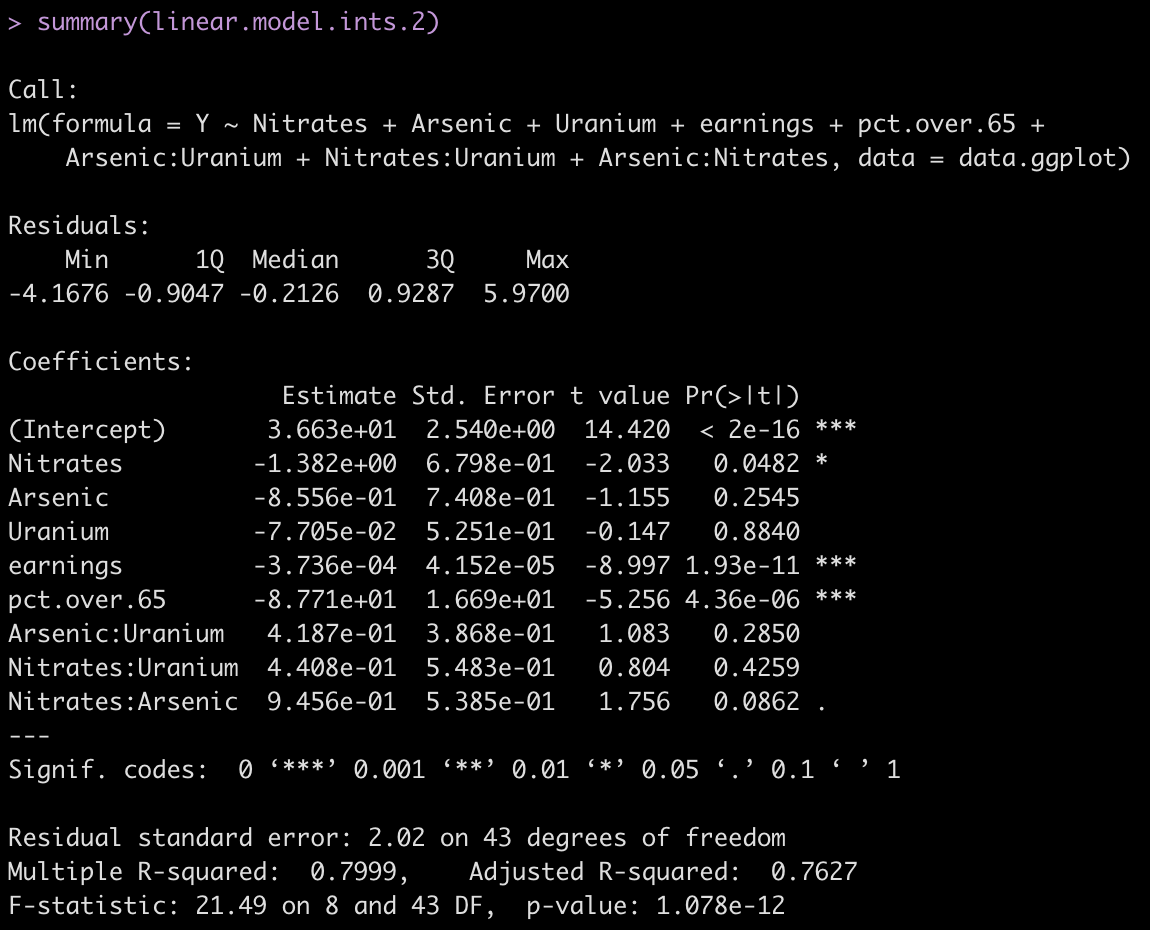 > summary(linear.model.ints.2)
Call:
lm(formula = Y ~ Nitrates + Arsenic + Uranium + earnings + pct.over.65 +
    Arsenic:Uranium + Nitrates:Uranium + Arsenic:Nitrates, data = data.ggplot)
Residuals:
    Min      1Q  Median      3Q     Max
-4.1676 -0.9047 -0.2126  0.9287  5.9700
Coefficients:
                   Estimate Std. Error t value Pr(>|t|)
(Intercept)       3.663e+01  2.540e+00  14.420  < 2e-16 ***
Nitrates         -1.382e+00  6.798e-01  -2.033   0.0482 *
Arsenic          -8.556e-01  7.408e-01  -1.155   0.2545
Uranium          -7.705e-02  5.251e-01  -0.147   0.8840
earnings         -3.736e-04  4.152e-05  -8.997 1.93e-11 ***
pct.over.65      -8.771e+01  1.669e+01  -5.256 4.36e-06 ***
Arsenic:Uranium   4.187e-01  3.868e-01   1.083   0.2850
Nitrates:Uranium  4.408e-01  5.483e-01   0.804   0.4259
Nitrates:Arsenic  9.456e-01  5.385e-01   1.756   0.0862 .
---
Signif. codes:  0 ‘***’ 0.001 ‘**’ 0.01 ‘*’ 0.05 ‘.’ 0.1 ‘ ’ 1
Residual standard error: 2.02 on 43 degrees of freedom
Multiple R-squared:  0.7999,    Adjusted R-squared:  0.7627
F-statistic: 21.49 on 8 and 43 DF,  p-value: 1.078e-12